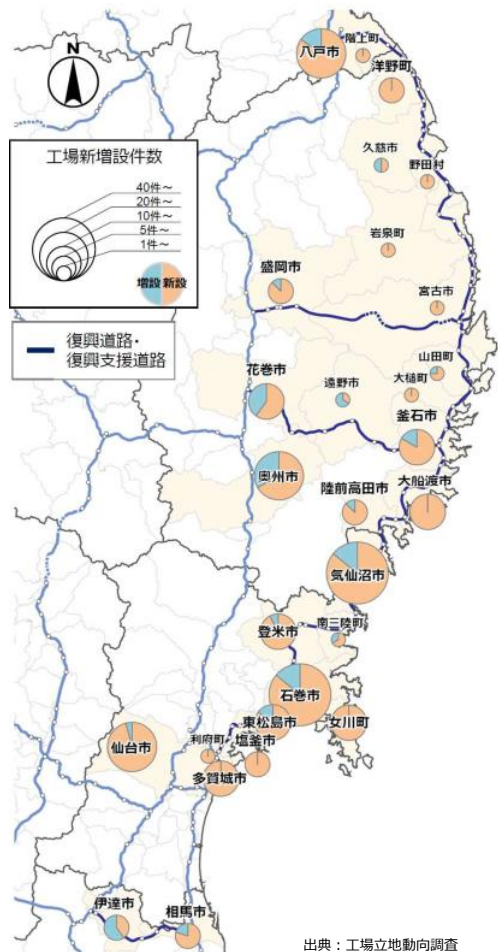 階上町
八戸市
N
洋野町
工場新増設件数
40件～
20件～
10件～
5件～
1件～
増設 新設
久慈市
野田村
岩泉町
盛岡市
宮古市
復興道路・
復興支援道路
山田町
花巻市
遠野市
大槌町
釜石市
奥州市
陸前高田市
大船渡市
気仙沼市
登米市
南三陸町
石巻市
東松島市
女川町
仙台市
利府町
塩釜市
多賀城市
伊達市
相馬市
出典：工場立地動向調査